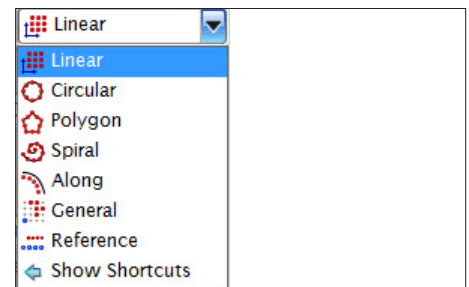 Linear
Linear
Circular
Polygon
Spiral
Along
General
Reference
Show Shortcuts